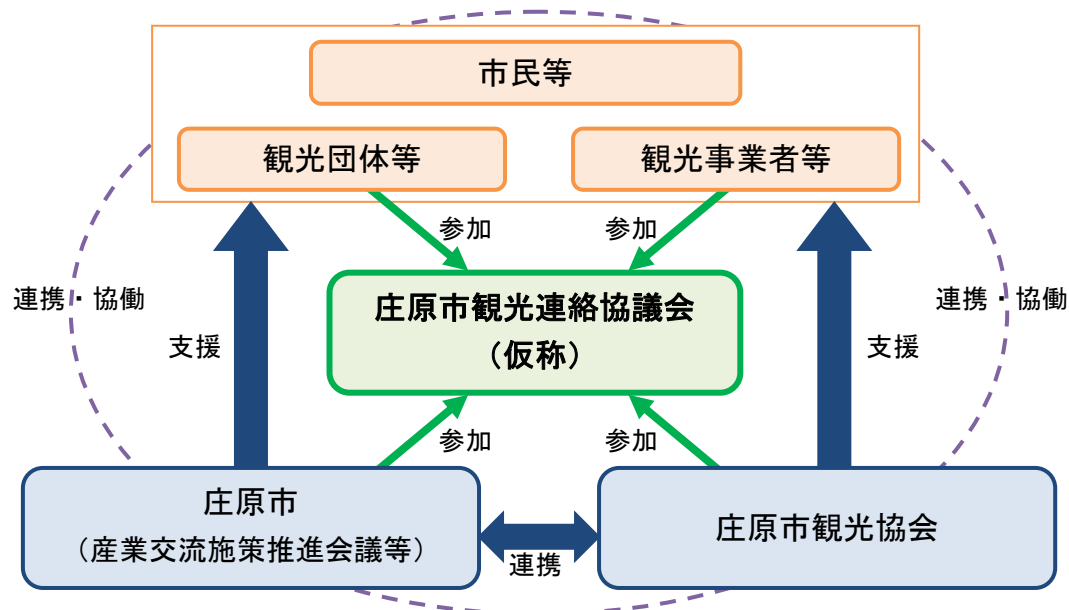 市民等
観光団体等
観光事業者等
参加
参加
庄原市観光連絡協議会
（仮称）
連携・協働
連携・協働
支援
支援
参加
参加
庄原市
（産業交流施策推進会議等）
庄原市観光協会
連携